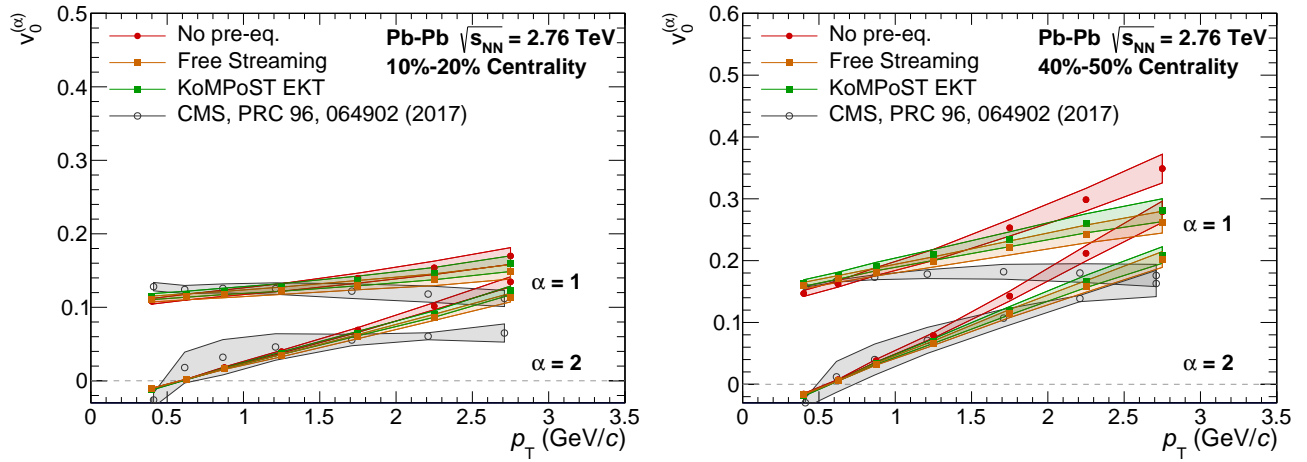 v₀^(α)
0.5
0.4
0.3
0.2
0.1
0
No pre-eq.
Free Streaming
KoMPoST EKT
CMS, PRC 96, 064902 (2017)
Pb-Pb √s_NN = 2.76 TeV
10%-20% Centrality
α = 1
α = 2
0 0.5 1 1.5 2 2.5 3 3.5
p_T (GeV/c)
v₀^(α)
0.6
0.5
0.4
0.3
0.2
0.1
0
No pre-eq.
Free Streaming
KoMPoST EKT
CMS, PRC 96, 064902 (2017)
Pb-Pb √s_NN = 2.76 TeV
40%-50% Centrality
α = 1
α = 2
0 0.5 1 1.5 2 2.5 3 3.5
p_T (GeV/c)